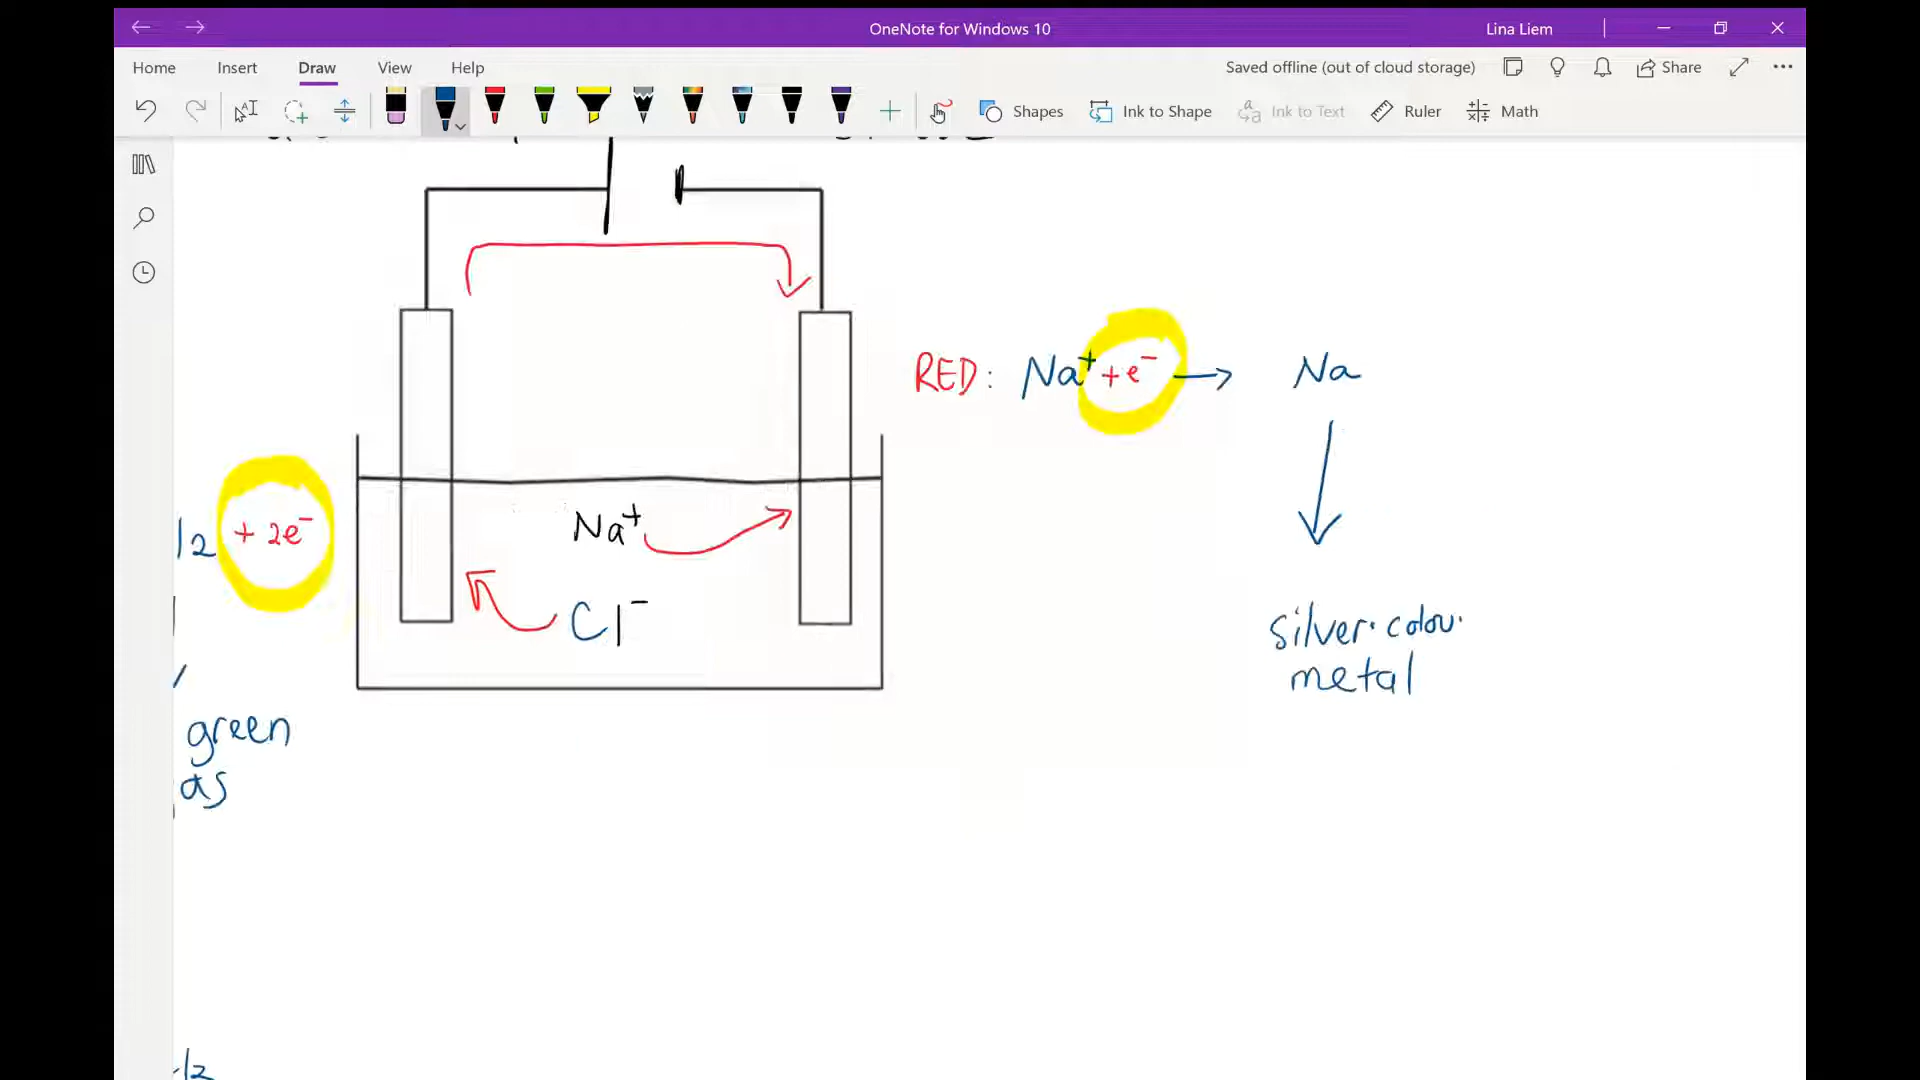 OneNote for Windows 10
Lina Liem
Home Insert Draw View Help
Saved offline (out of cloud storage)
Share
Shapes
Ink to Shape
Ink to Text
Ruler
Math
RED: Na⁺ + e⁻ → Na
l2 + 2e⁻
Na⁺
Cl⁻
silver colou
metal
green
as
l2